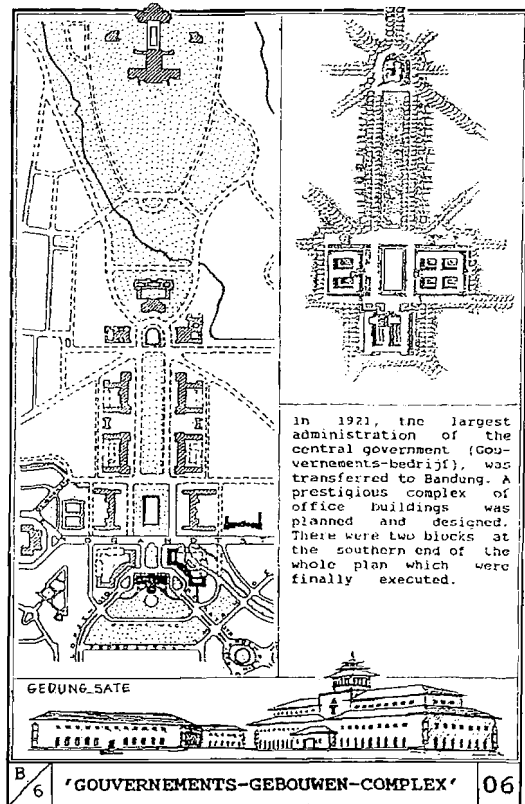 In 1921, the largest
administration of the
central government (Gou-
vernements-bedrijf), was
transferred to Bandung. A
prestigious complex of
office buildings was
planned and designed.
There were two blocks at
the southern end of the
whole plan which were
finally executed.
GEDUNG SATE
B/6
'GOUVERNEMENTS-GEBOUWEN-COMPLEX'
06